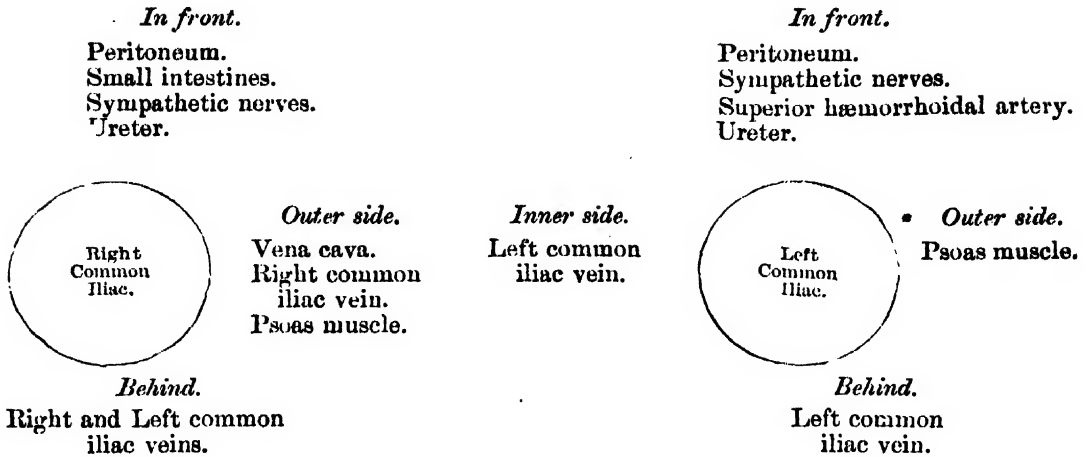 In front.
Peritoneum.
Small intestines.
Sympathetic nerves.
Ureter.
Right
Common
Iliac.
Outer side.
Vena cava.
Right common
iliac vein.
Psoas muscle.
Behind.
Right and Left common
iliac veins.
In front.
Peritoneum.
Sympathetic nerves.
Superior hæmorrhoidal artery.
Ureter.
Inner side.
Left common
iliac vein.
Left
Common
Iliac.
Outer side.
Psoas muscle.
Behind.
Left common
iliac vein.